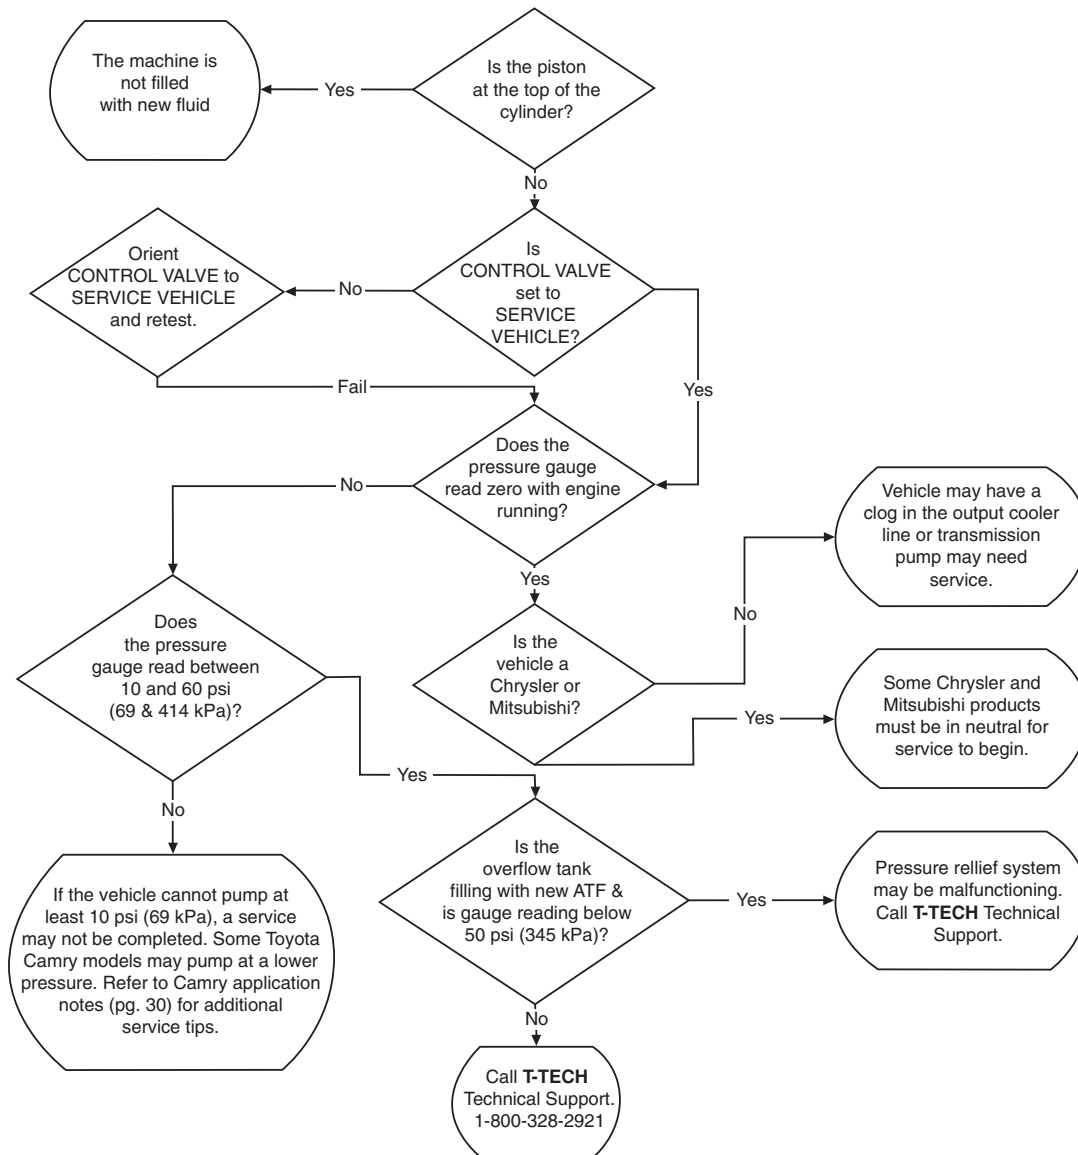 The machine is
not filled
with new fluid
Yes
Is the piston
at the top of the
cylinder?
No
Orient
CONTROL VALVE to
SERVICE VEHICLE
and retest.
No
Is
CONTROL VALVE
set to
SERVICE
VEHICLE?
Fail
Yes
Does the
pressure gauge
read zero with engine
running?
No
Yes
Vehicle may have a
clog in the output cooler
line or transmission
pump may need
service.
No
Does
the pressure
gauge read between
10 and 60 psi
(69 & 414 kPa)?
Is the
vehicle a
Chrysler or
Mitsubishi?
Yes
Some Chrysler and
Mitsubishi products
must be in neutral for
service to begin.
Yes
No
Is the
overflow tank
filling with new ATF &
is gauge reading below
50 psi (345 kPa)?
Yes
Pressure rellief system
may be malfunctioning.
Call T-TECH Technical
Support.
If the vehicle cannot pump at
least 10 psi (69 kPa), a service
may not be completed. Some Toyota
Camry models may pump at a lower
pressure. Refer to Camry application
notes (pg. 30) for additional
service tips.
No
Call T-TECH
Technical Support.
1-800-328-2921